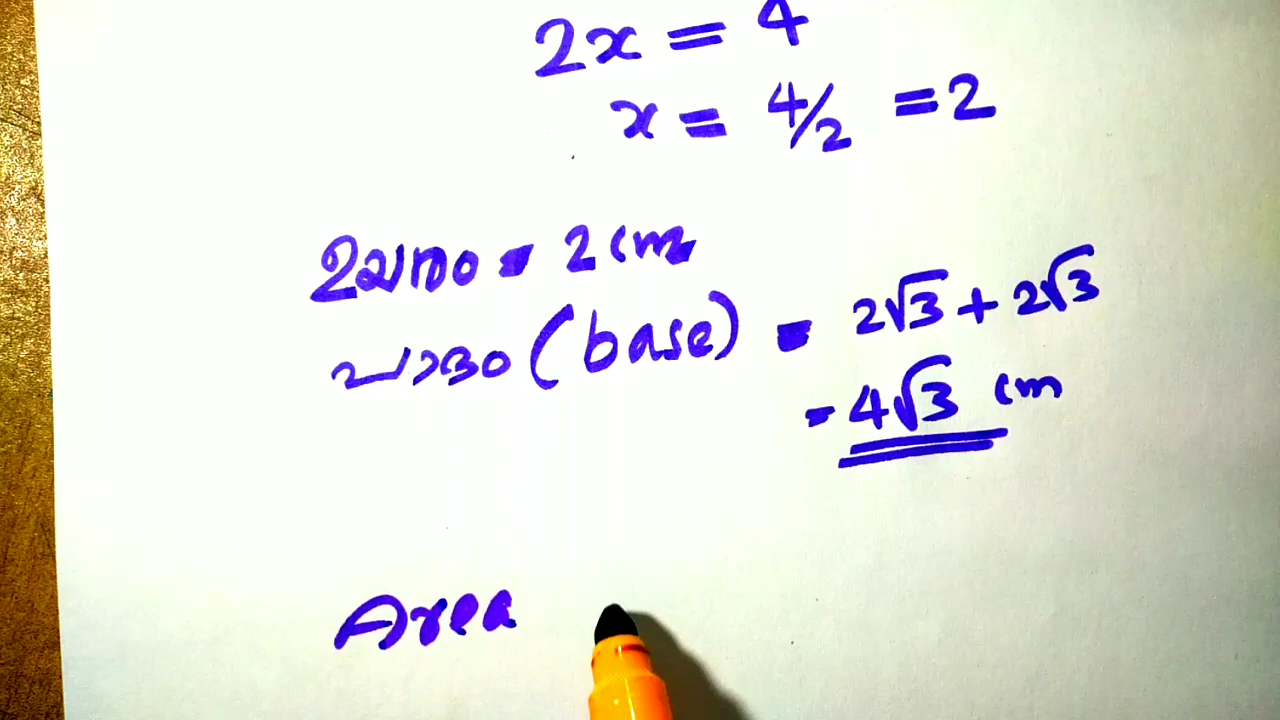 2x = 4
x = 4/2 = 2
ഉയരം = 2 cm
പാദം (base) = 2√3 + 2√3
= 4√3 cm
Area